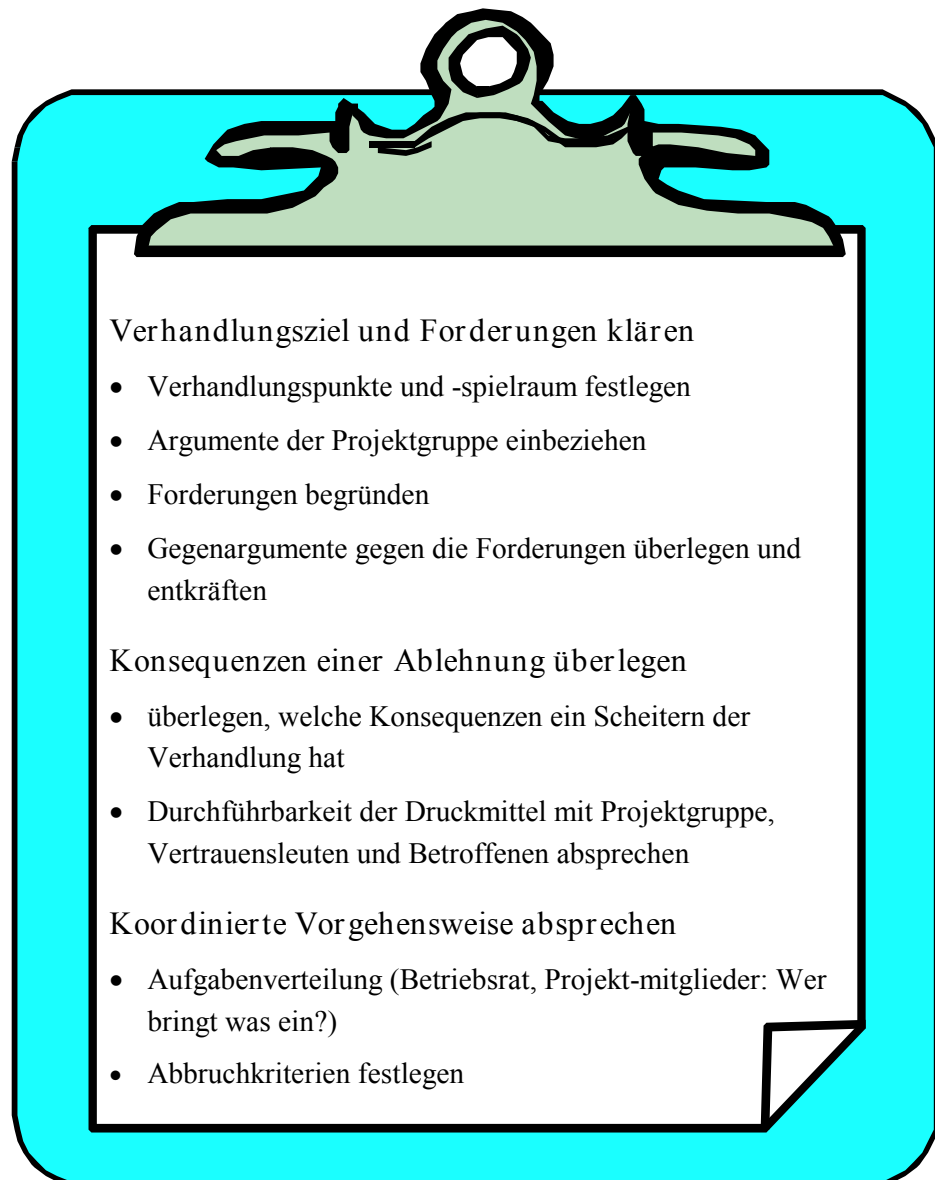 Verhandlungsziel und Forderungen klären
• Verhandlungspunkte und -spielraum festlegen
• Argumente der Projektgruppe einbeziehen
• Forderungen begründen
• Gegenargumente gegen die Forderungen überlegen und
entkräften
Konsequenzen einer Ablehnung überlegen
• überlegen, welche Konsequenzen ein Scheitern der
Verhandlung hat
• Durchführbarkeit der Druckmittel mit Projektgruppe,
Vertrauensleuten und Betroffenen absprechen
Koordinierte Vorgehensweise absprechen
• Aufgabenverteilung (Betriebsrat, Projekt-mitglieder: Wer
bringt was ein?)
• Abbruchkriterien festlegen